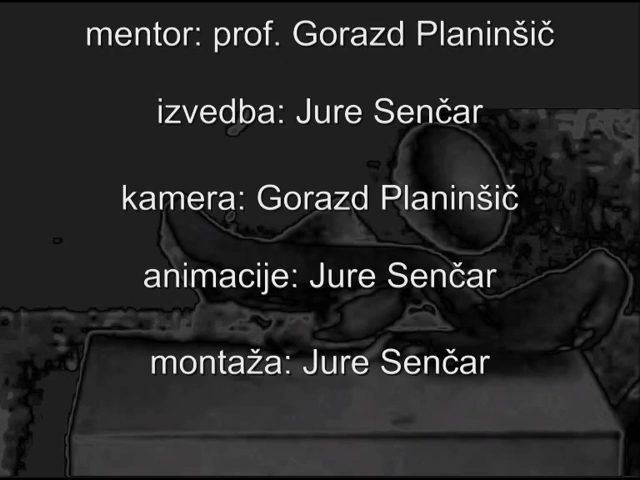 mentor: prof. Gorazd Planinšič
izvedba: Jure Senčar
kamera: Gorazd Planinšič
animacije: Jure Senčar
montaža: Jure Senčar